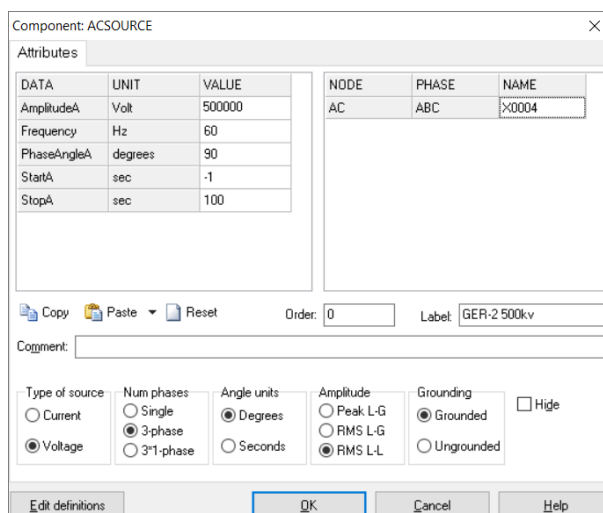 Component: ACSOURCE
Attributes
DATA UNIT VALUE
AmplitudeA Volt 500000
Frequency Hz 60
PhaseAngleA degrees 90
StartA sec -1
StopA sec 100
NODE PHASE NAME
AC ABC X0004
Copy Paste Reset Order: 0 Label: GER-2 500kv
Comment:
Type of source Num phases Angle units Amplitude Grounding
Current Single Degrees Peak L-G Grounded Hide
3-phase RMS L-G
Voltage 3*1-phase Seconds RMS L-L Ungrounded
Edit definitions OK Cancel Help